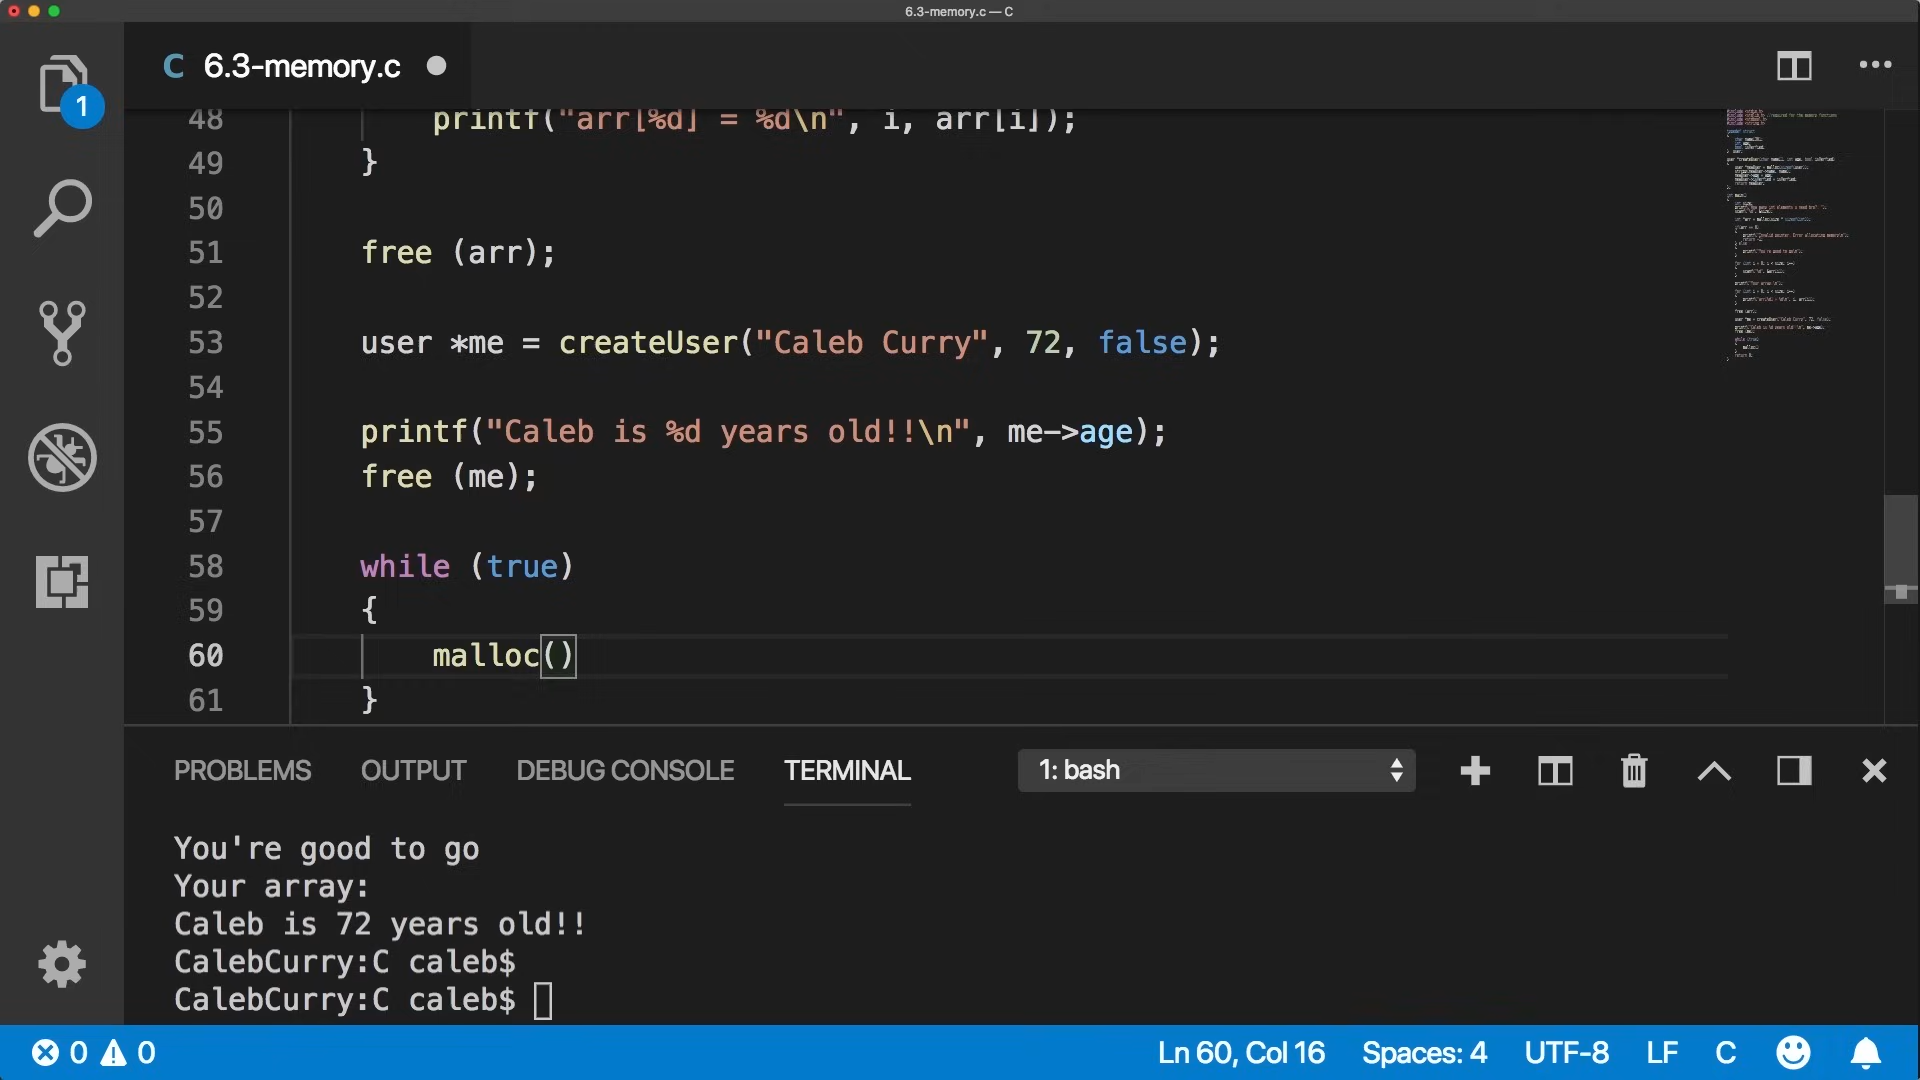 6.3-memory.c — C
C 6.3-memory.c
1
48 printf("arr[%d] = %d\n", i, arr[i]);
49 }
50
51 free (arr);
52
53 user *me = createUser("Caleb Curry", 72, false);
54
55 printf("Caleb is %d years old!!\n", me->age);
56 free (me);
57
58 while (true)
59 {
60 malloc()
61 }
PROBLEMS OUTPUT DEBUG CONSOLE TERMINAL 1: bash
You're good to go
Your array:
Caleb is 72 years old!!
CalebCurry:C caleb$
CalebCurry:C caleb$
0 0 Ln 60, Col 16 Spaces: 4 UTF-8 LF C